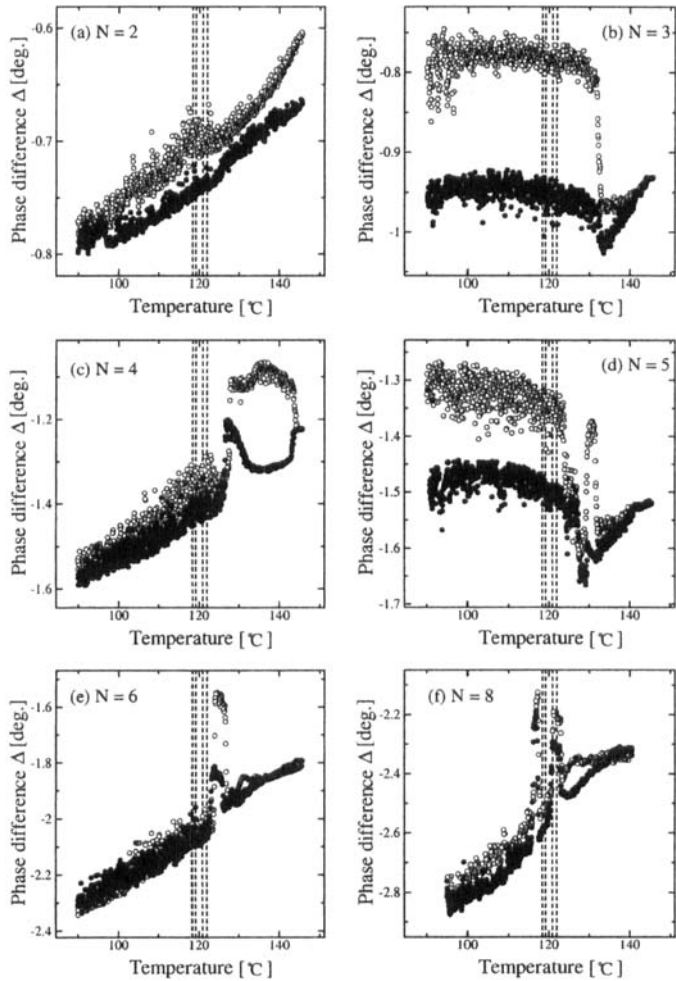 (a) N = 2
Phase difference Δ [deg.]
-0.6
-0.7
-0.8
100
120
140
Temperature [℃]
(b) N = 3
Phase difference Δ [deg.]
-0.8
-0.9
-1
100
120
140
Temperature [℃]
(c) N = 4
Phase difference Δ [deg.]
-1.2
-1.4
-1.6
100
120
140
Temperature [℃]
(d) N = 5
Phase difference Δ [deg.]
-1.3
-1.4
-1.5
-1.6
-1.7
100
120
140
Temperature [℃]
(e) N = 6
Phase difference Δ [deg.]
-1.6
-1.8
-2
-2.2
-2.4
100
120
140
Temperature [℃]
(f) N = 8
Phase difference Δ [deg.]
-2.2
-2.4
-2.6
-2.8
100
120
140
Temperature [℃]